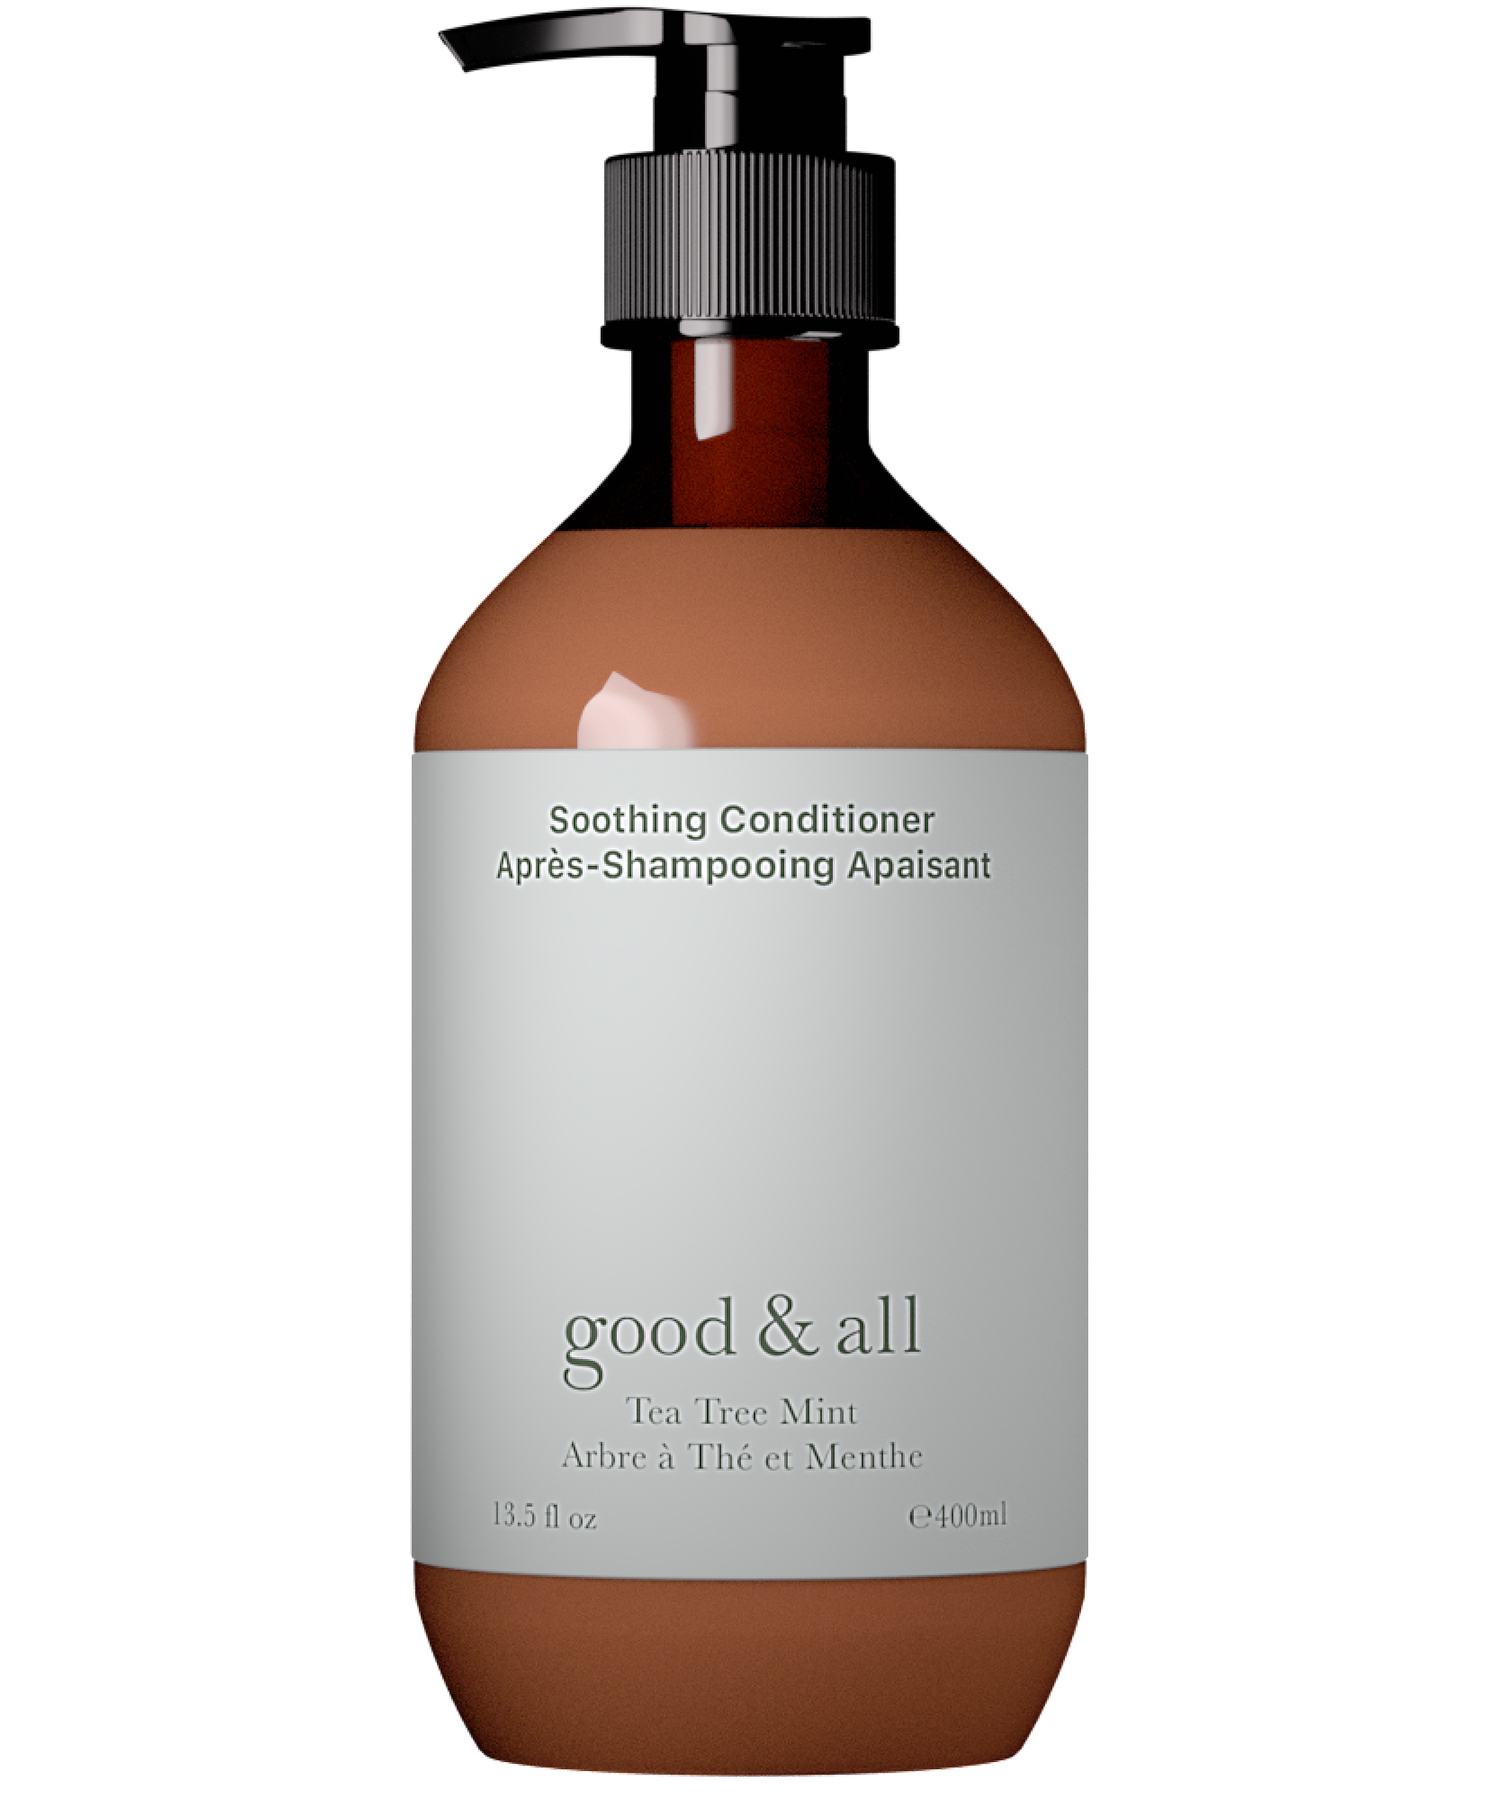 Soothing Conditioner
Après-Shampooing Apaisant
good & all
Tea Tree Mint
Arbre à Thé et Menthe
13.5 fl oz
℮400ml